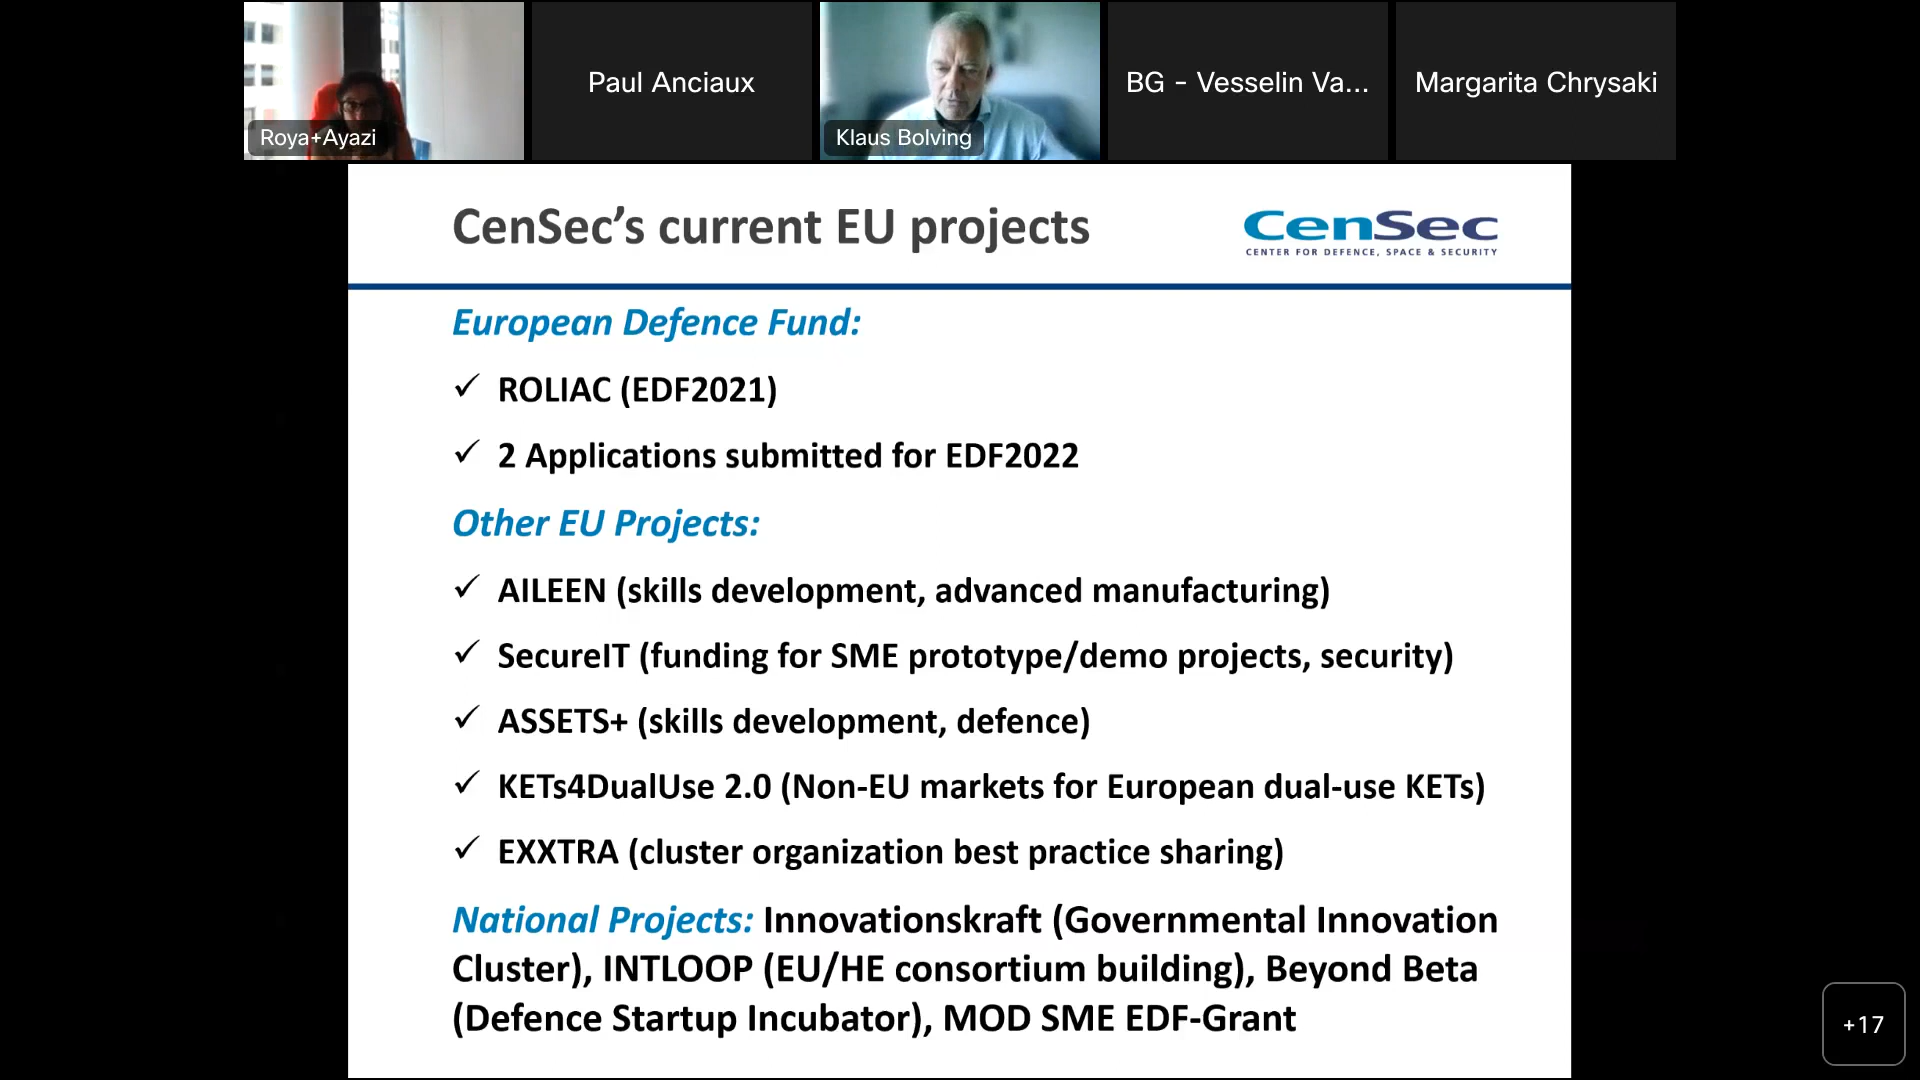 Roya+Ayazi
Paul Anciaux
Klaus Bolving
BG - Vesselin Va...
Margarita Chrysaki
CenSec’s current EU projects
CenSec
CENTER FOR DEFENCE, SPACE & SECURITY
European Defence Fund:
✓ ROLIAC (EDF2021)
✓ 2 Applications submitted for EDF2022
Other EU Projects:
✓ AILEEN (skills development, advanced manufacturing)
✓ SecureIT (funding for SME prototype/demo projects, security)
✓ ASSETS+ (skills development, defence)
✓ KETs4DualUse 2.0 (Non-EU markets for European dual-use KETs)
✓ EXXTRA (cluster organization best practice sharing)
National Projects: Innovationskraft (Governmental Innovation
Cluster), INTLOOP (EU/HE consortium building), Beyond Beta
(Defence Startup Incubator), MOD SME EDF-Grant
+17